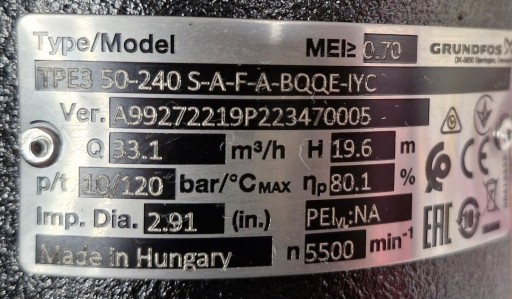 Type/Model MEI≥ 0.70 GRUNDFOS X
TPE3 50-240 S-A-F-A-BQQE-IYC
Ver. A99272219P223470005
Q 33.1 m³/h H 19.6 m
p/t 10/120 bar/°C MAX ηp 80.1 %
Imp. Dia. 2.91 (in.) PEIVL:NA
Made in Hungary n 5500 min⁻¹
CE
EAC